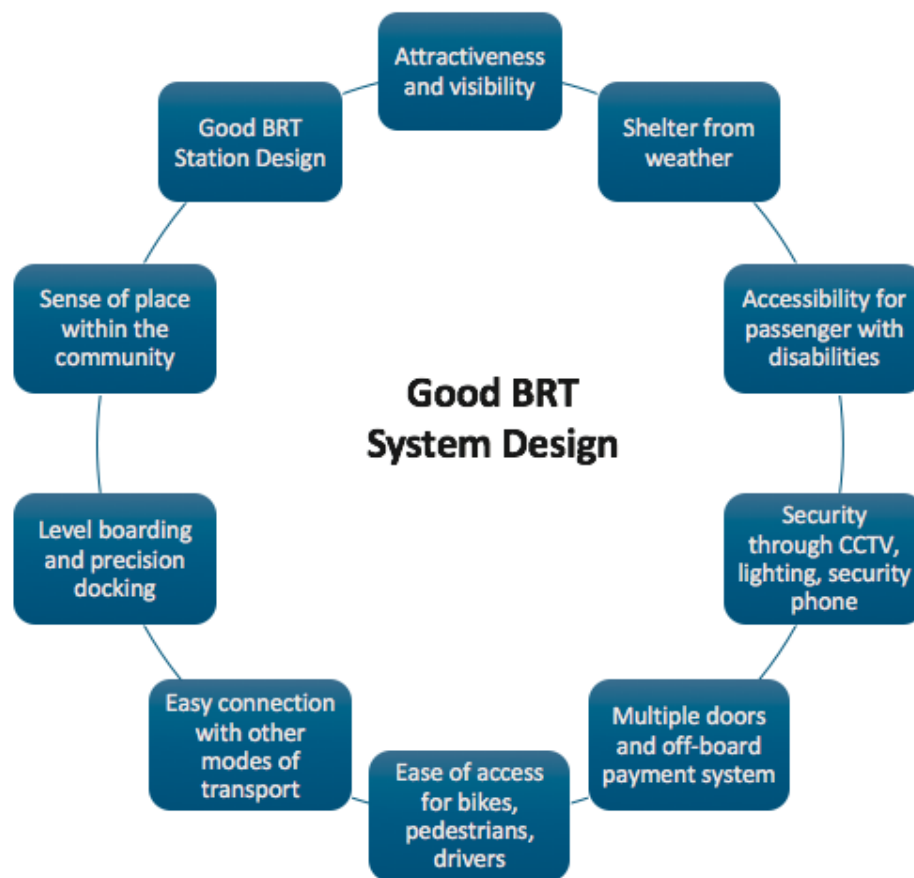 Attractiveness
and visibility
Shelter from
weather
Accessibility for
passenger with
disabilities
Security
through CCTV,
lighting, security
phone
Multiple doors
and off-board
payment system
Ease of access
for bikes,
pedestrians,
drivers
Easy connection
with other
modes of
transport
Level boarding
and precision
docking
Sense of place
within the
community
Good BRT
Station Design
Good BRT
System Design